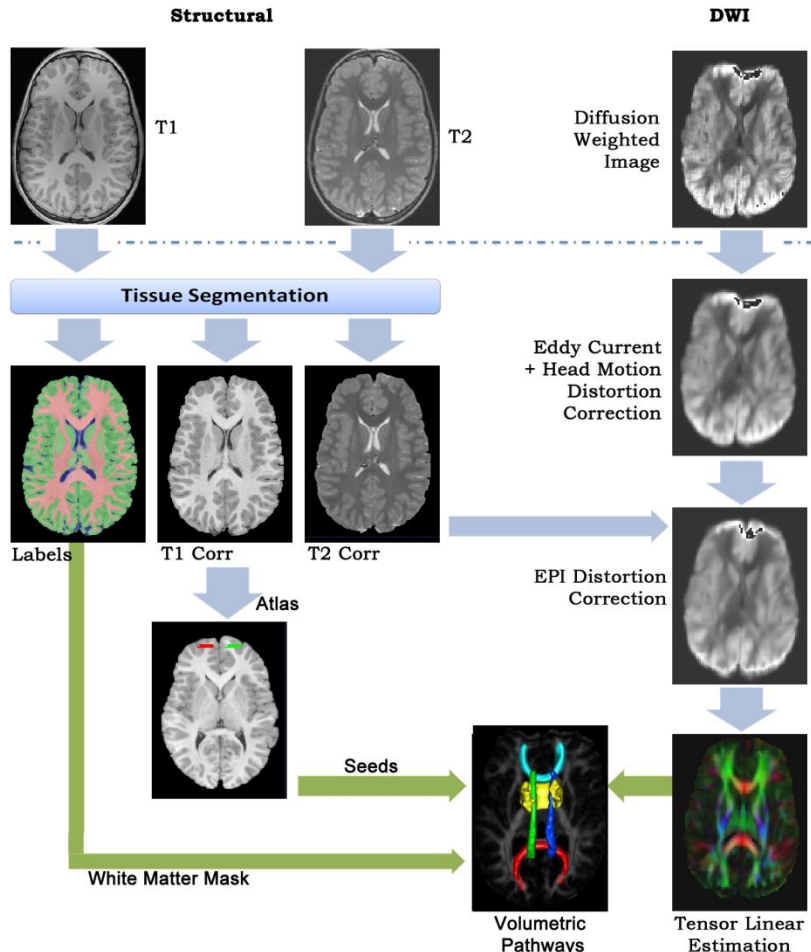 Structural
DWI
T1
T2
Diffusion
Weighted
Image
Tissue Segmentation
Eddy Current
+ Head Motion
Distortion
Correction
Labels
T1 Corr
T2 Corr
EPI Distortion
Correction
Atlas
Seeds
White Matter Mask
Volumetric
Pathways
Tensor Linear
Estimation